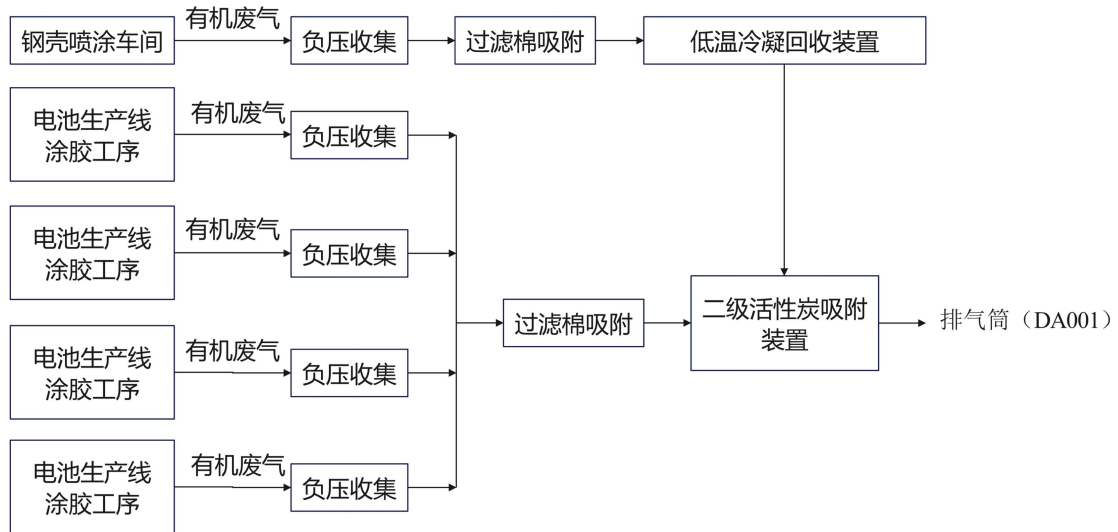 有机废气
钢壳喷涂车间
负压收集
过滤棉吸附
低温冷凝回收装置
电池生产线
涂胶工序
有机废气
负压收集
电池生产线
涂胶工序
有机废气
负压收集
过滤棉吸附
二级活性炭吸附
装置
排气筒（DA001）
电池生产线
涂胶工序
有机废气
负压收集
电池生产线
涂胶工序
有机废气
负压收集